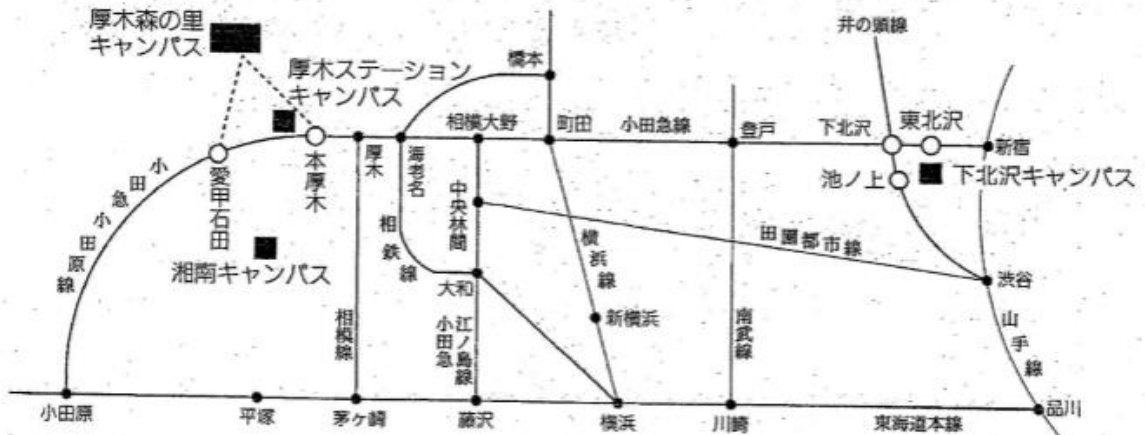 厚木森の里
キャンパス
井の頭線
橋本
厚木ステーション
キャンパス
相模大野
町田
小田急線
登戸
下北沢
東北沢
新宿
本厚木
厚木
海老名
池ノ上
下北沢キャンパス
愛甲石田
中央林間
小田急小田原線
相鉄線
横浜線
田園都市線
湘南キャンパス
大和
渋谷
相模線
小田急
江ノ島線
新横浜
南武線
山手線
小田原
平塚
茅ヶ崎
藤沢
横浜
川崎
東海道本線
品川